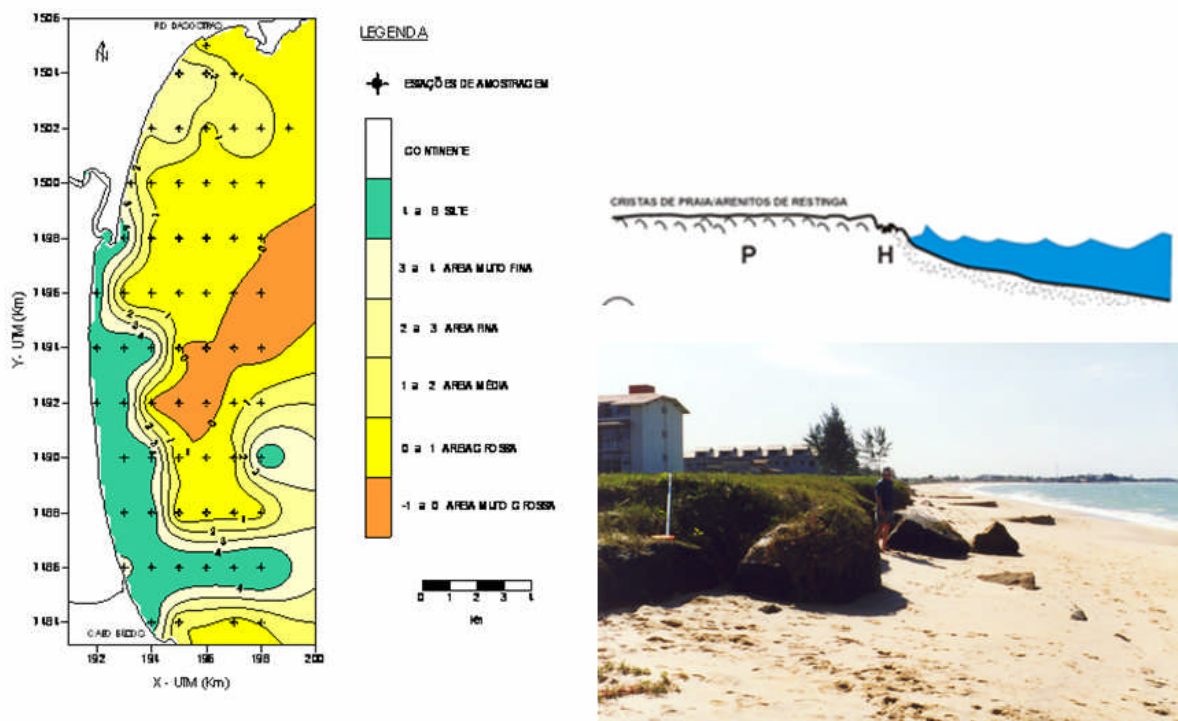 1506
1504
1502
1500
1498
1496
1494
1492
1490
1488
1486
1484
Y - UTM (Km)
N
CABO BÚZIOS
192 194 196 198 200
X - UTM (Km)
LEGENDA
ESTAÇÕES DE AMOSTRAGEM
CONTINENTE
SILTE
3 a 4 AREIA MUITO FINA
2 a 3 AREIA FINA
1 a 2 AREIA MÉDIA
0 a 1 AREIA GROSSA
-1 a 0 AREIA MUITO GROSSA
0 1 2 3 4
Km
CRISTAS DE PRAIA/ARENITOS DE RESTINGA
P H